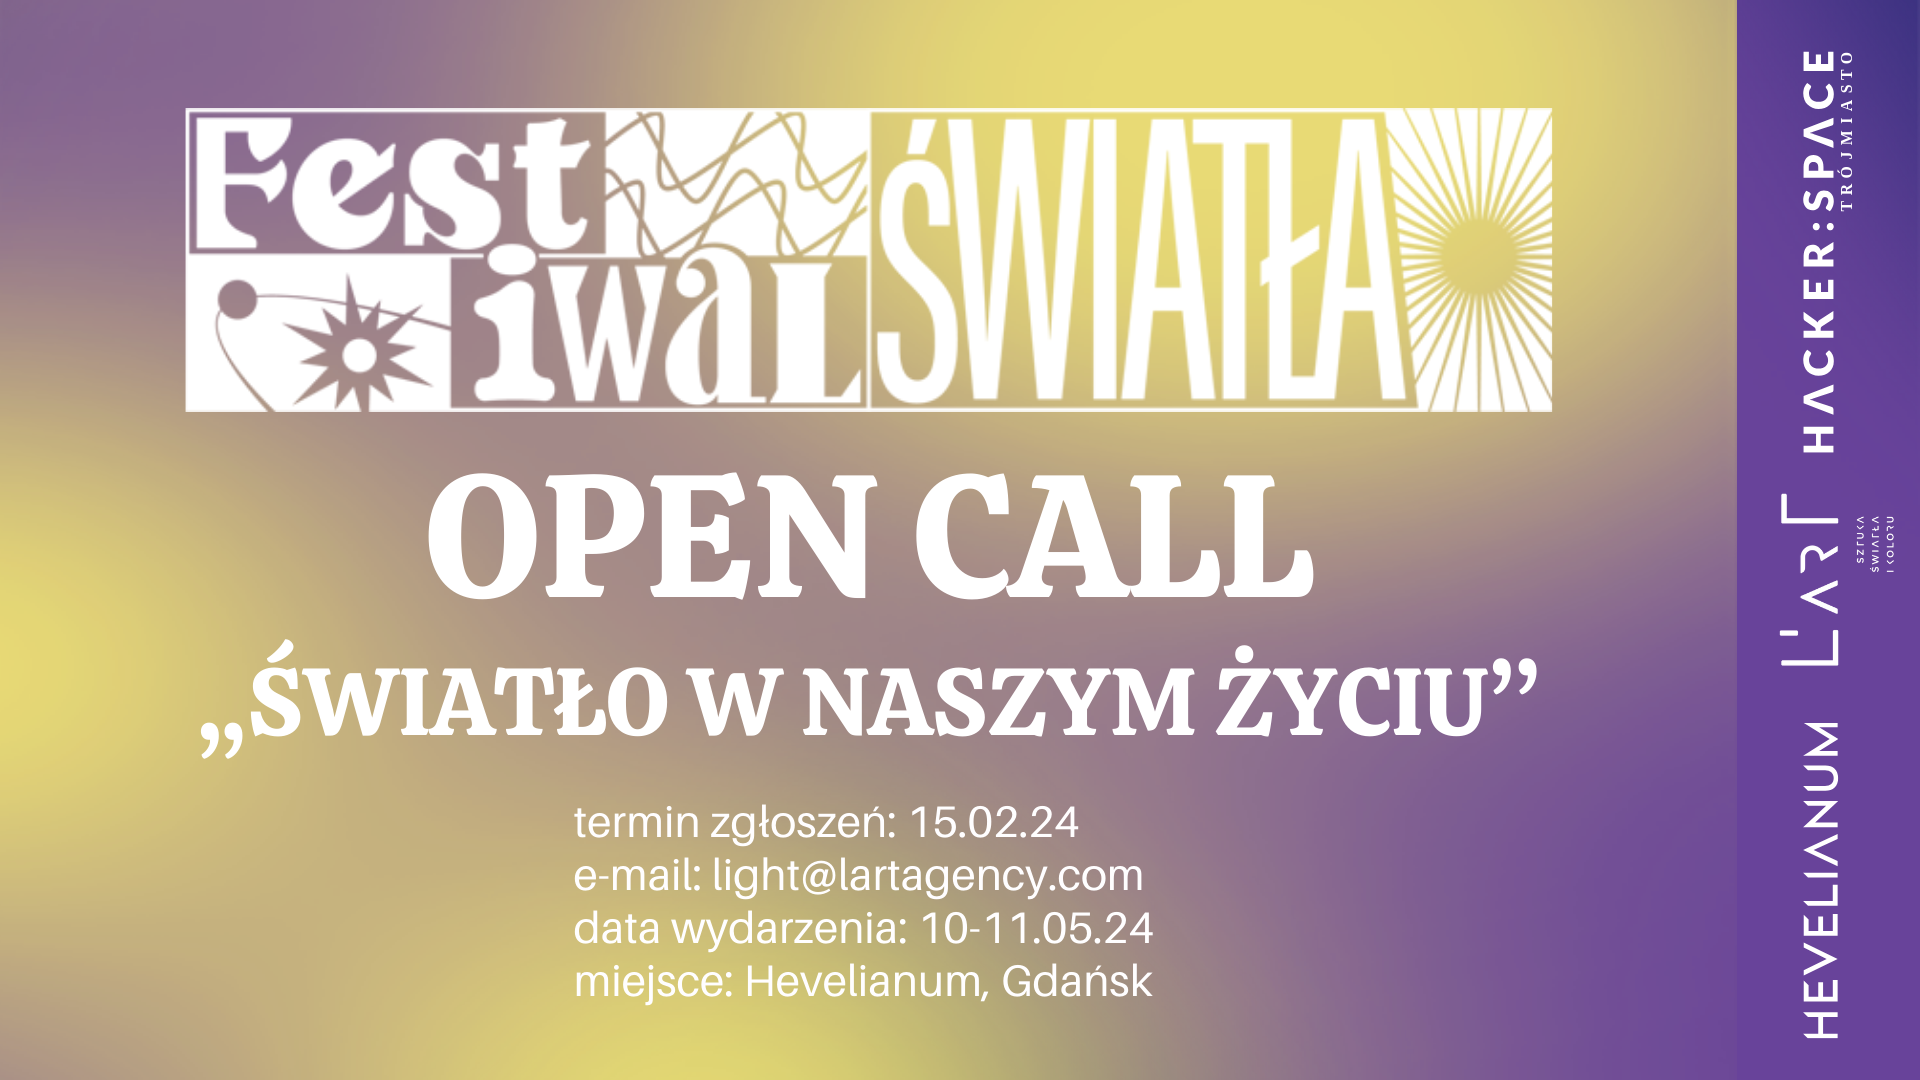 Fest
iwal ŚWIATŁA
OPEN CALL
„ŚWIATŁO W NASZYM ŻYCIU”
termin zgłoszeń: 15.02.24
e-mail: light@lartagency.com
data wydarzenia: 10-11.05.24
miejsce: Hevelianum, Gdańsk
HEVELIANUM
L'ART
SZTUKA
ŚWIATŁA
I KOLORU
HACKER:SPACE
TRÓJMIASTO